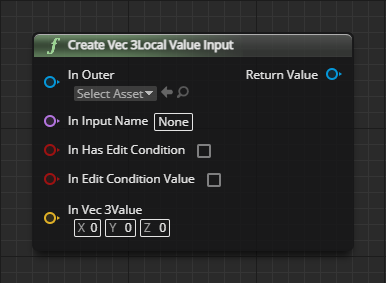 f Create Vec 3Local Value Input
In Outer
Return Value
Select Asset
In Input Name None
In Has Edit Condition
In Edit Condition Value
In Vec 3Value
X 0 Y 0 Z 0